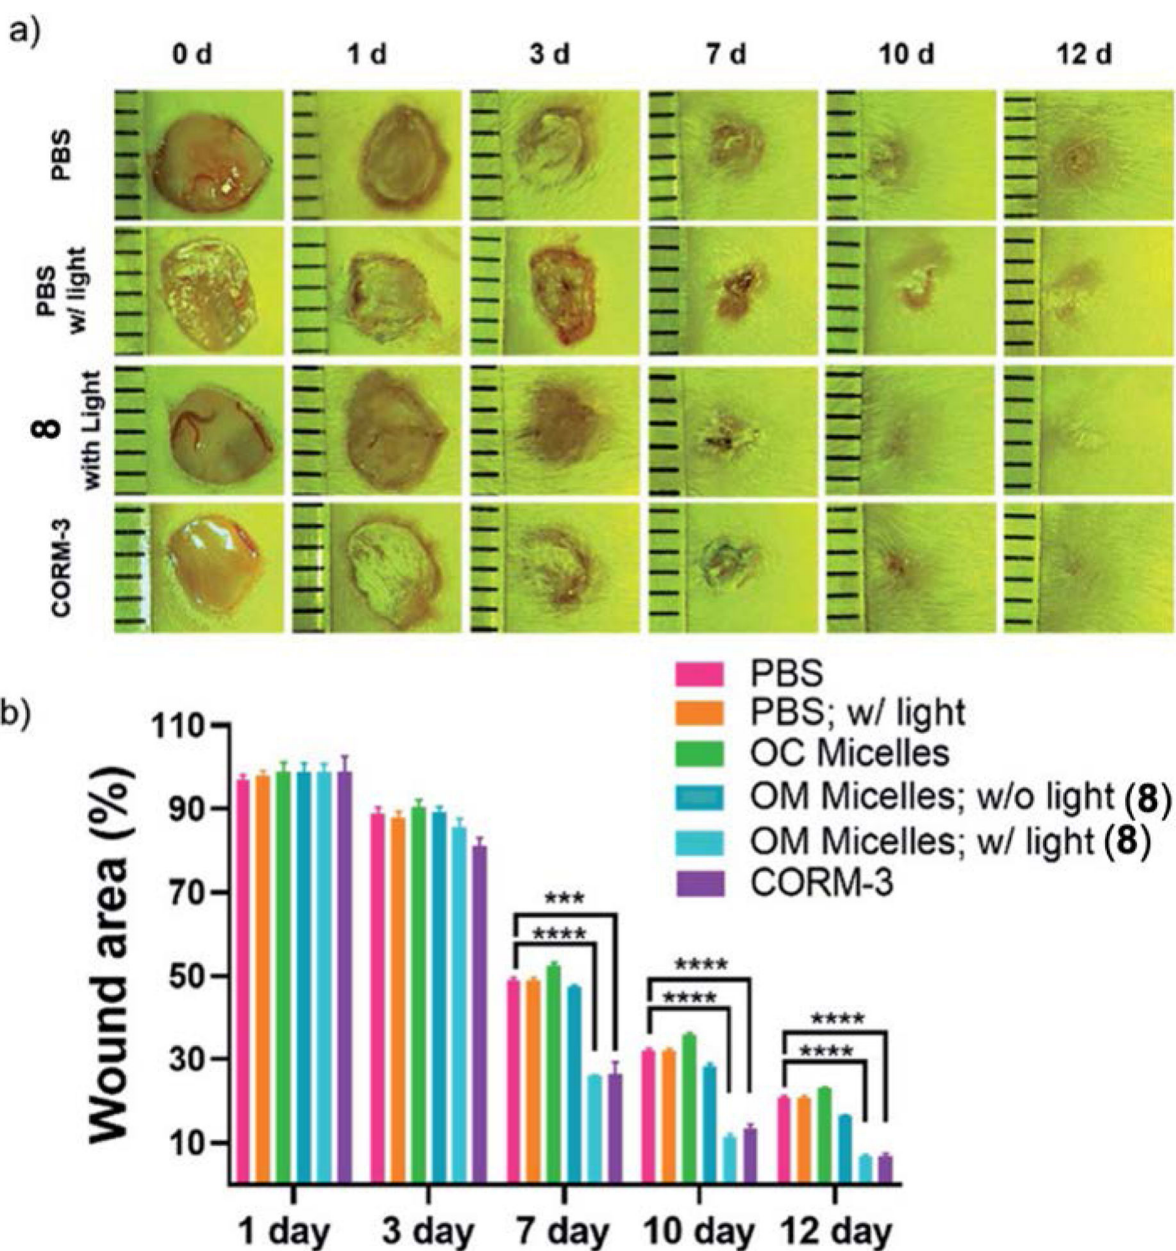 a)
0 d 1 d 3 d 7 d 10 d 12 d
PBS
PBS
w/ light
8
with Light
CORM-3
b)
PBS
PBS; w/ light
OC Micelles
OM Micelles; w/o light (8)
OM Micelles; w/ light (8)
CORM-3
Wound area (%)
110
90
70
50
30
10
***
****
****
****
****
****
1 day 3 day 7 day 10 day 12 day